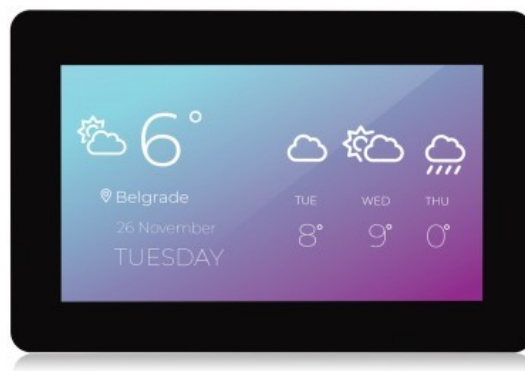 6°
Belgrade
26 November
TUESDAY
TUE WED THU
8° 9° 0°